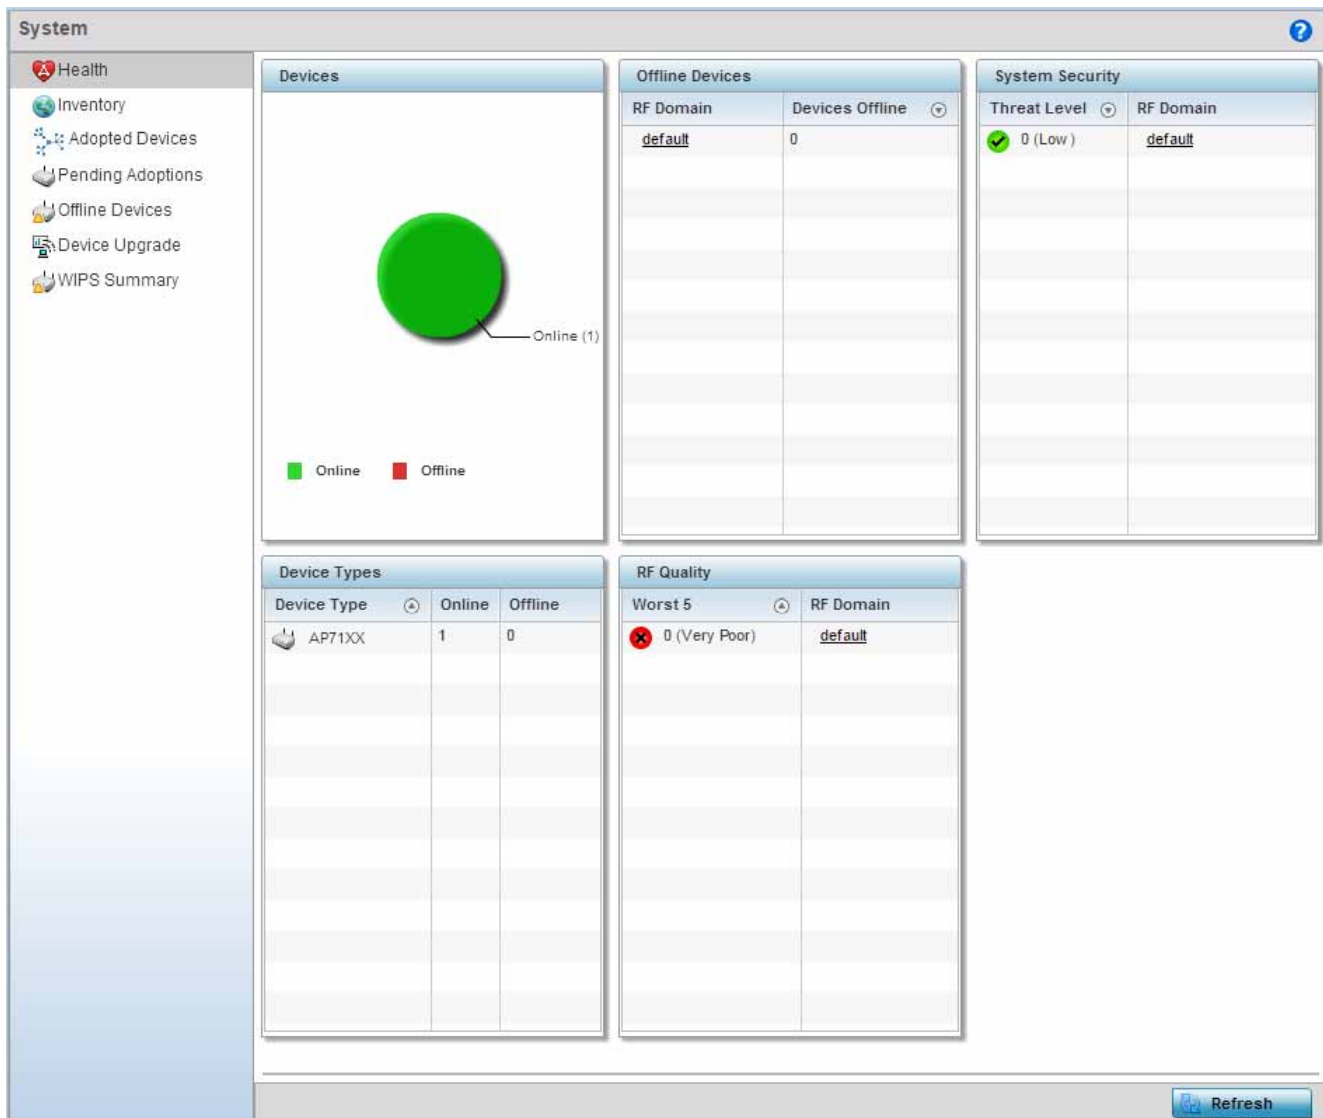 System
Health
Inventory
Adopted Devices
Pending Adoptions
Offline Devices
Device Upgrade
WIPS Summary
Devices
Online (1)
Online Offline
Offline Devices
RF Domain Devices Offline
default 0
System Security
Threat Level RF Domain
0 (Low ) default
Device Types
Device Type Online Offline
AP71XX 1 0
RF Quality
Worst 5 RF Domain
0 (Very Poor) default
Refresh